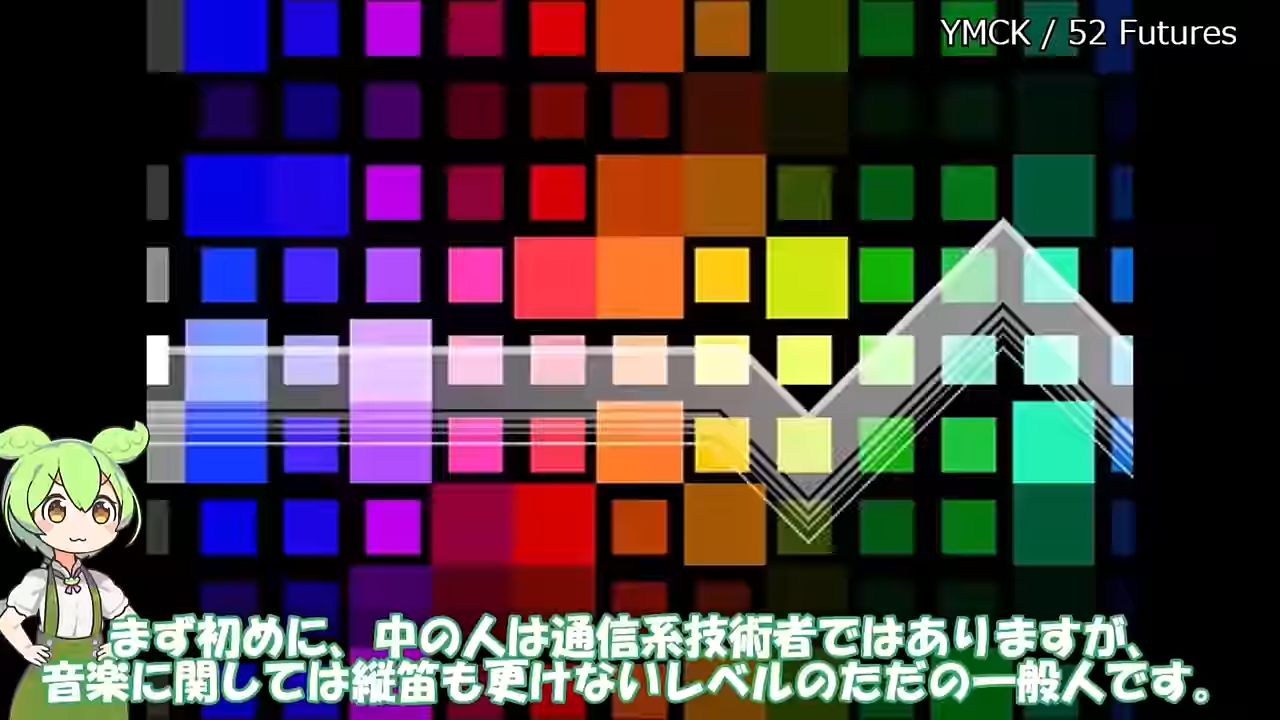 YMCK / 52 Futures
まず初めに、中の人は通信系技術者ではありますが、
音楽に関しては縦笛も更けないレベルのただの一般人です。